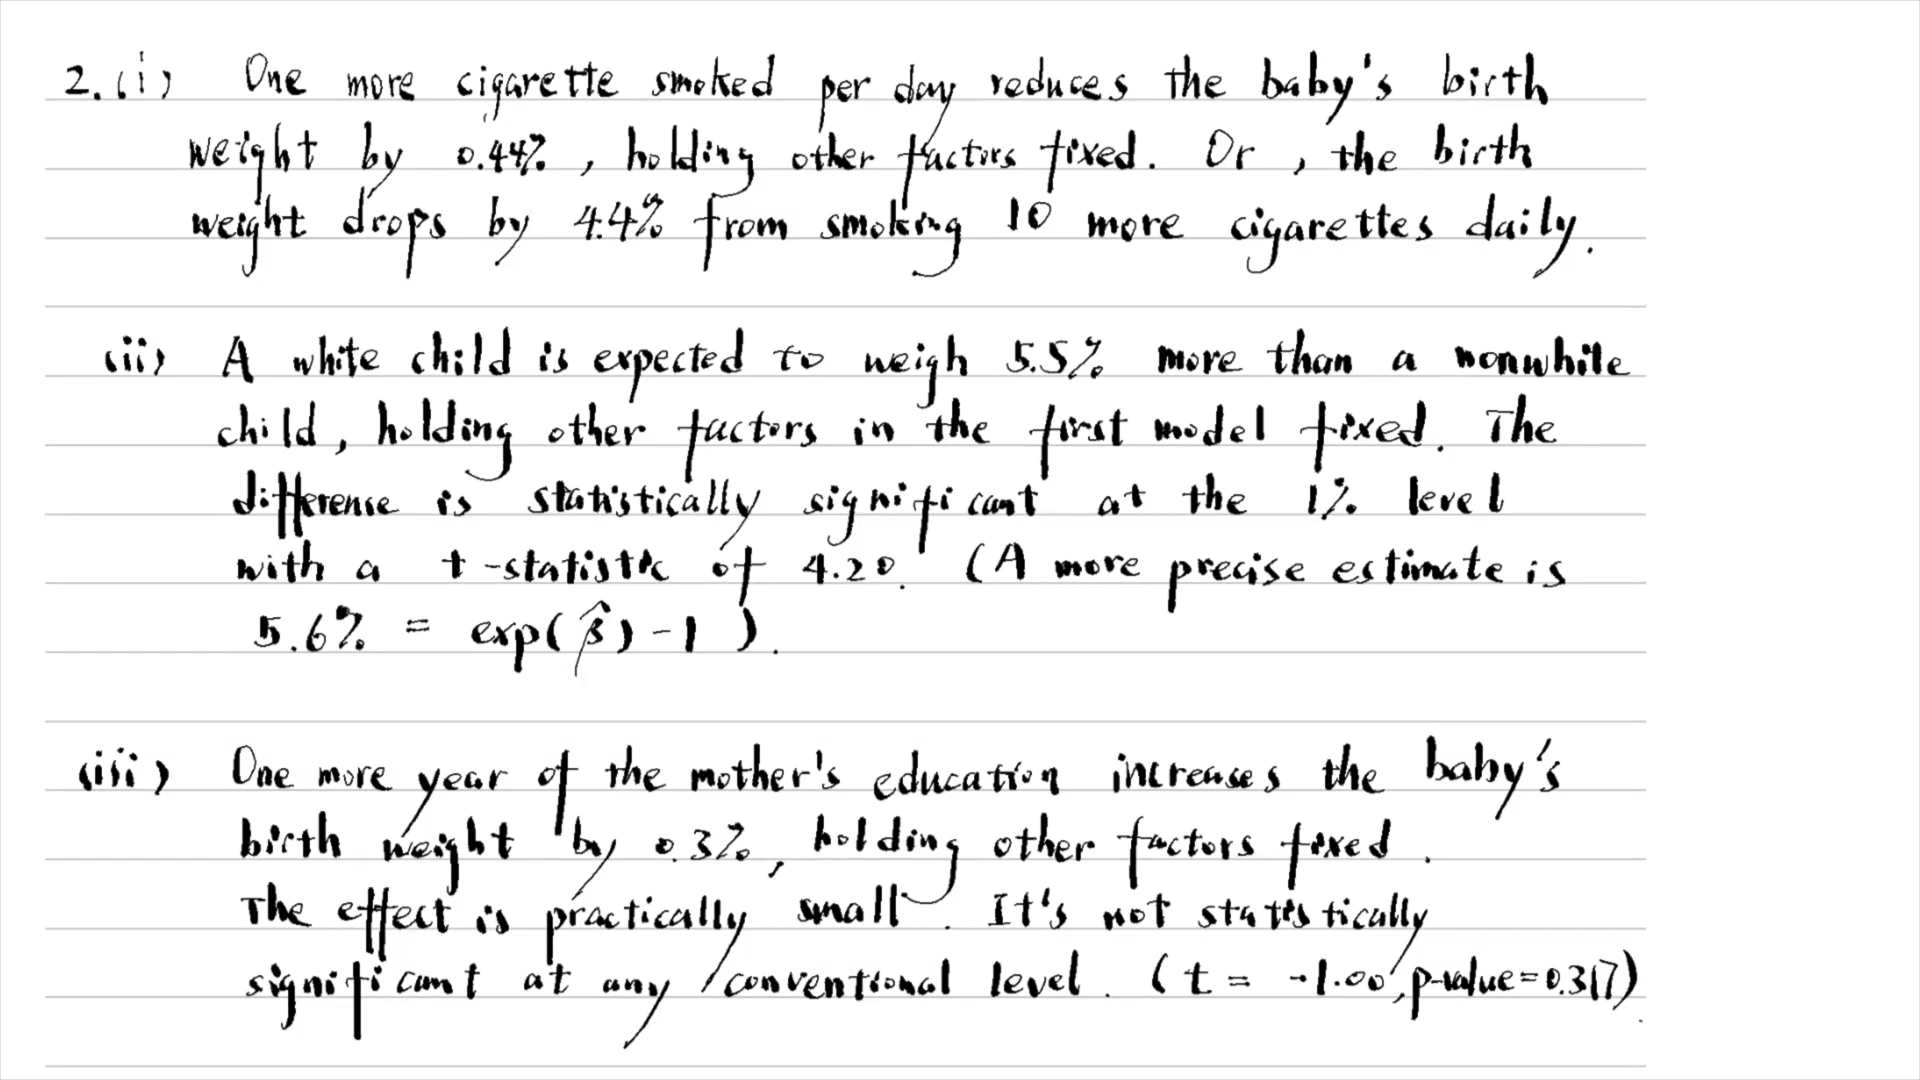 2. (i) One more cigarette smoked per day reduces the baby's birth
weight by 0.44%, holding other factors fixed. Or, the birth
weight drops by 4.4% from smoking 10 more cigarettes daily.
(ii) A white child is expected to weigh 5.5% more than a nonwhite
child, holding other factors in the first model fixed. The
difference is statistically significant at the 1% level
with a t-statistic of 4.20. (A more precise estimate is
5.6% = exp(β̂) - 1 ).
(iii) One more year of the mother's education increases the baby's
birth weight by 0.3%, holding other factors fixed.
The effect is practically small. It's not statistically
significant at any conventional level. (t = -1.00, p-value = 0.317)